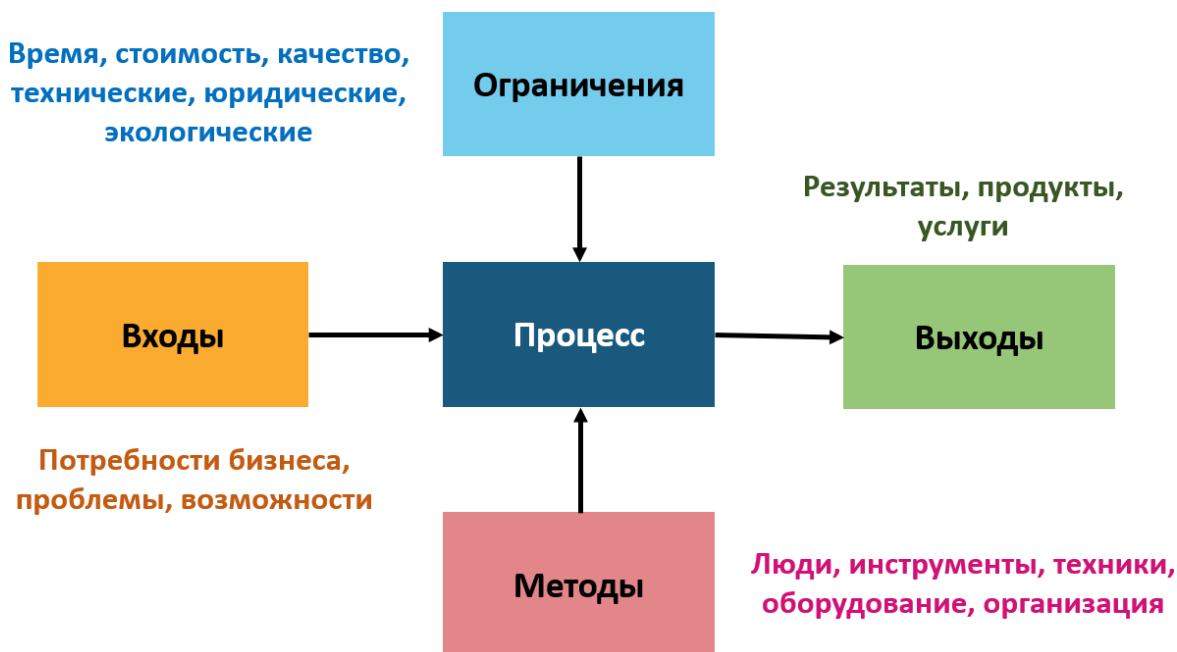 Время, стоимость, качество,
технические, юридические,
экологические
Ограничения
Результаты, продукты,
услуги
Входы
Процесс
Выходы
Потребности бизнеса,
проблемы, возможности
Методы
Люди, инструменты, техники,
оборудование, организация